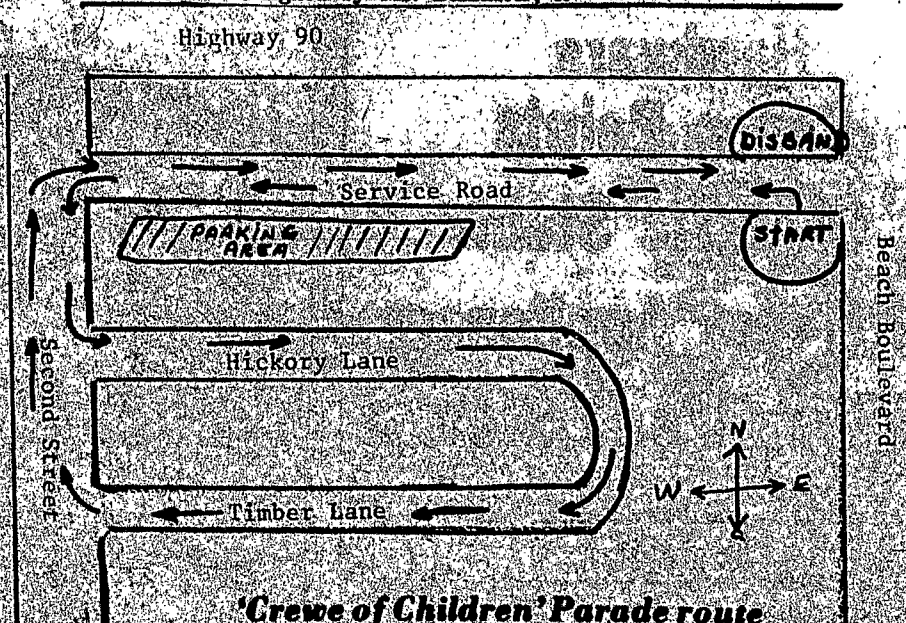 Highway 90
DISBAND
Service Road
PARKING
AREA
START
Beach Boulevard
Hickory Lane
Second Street
N
W
E
S
Timber Lane
'Crewe of Children' Parade route